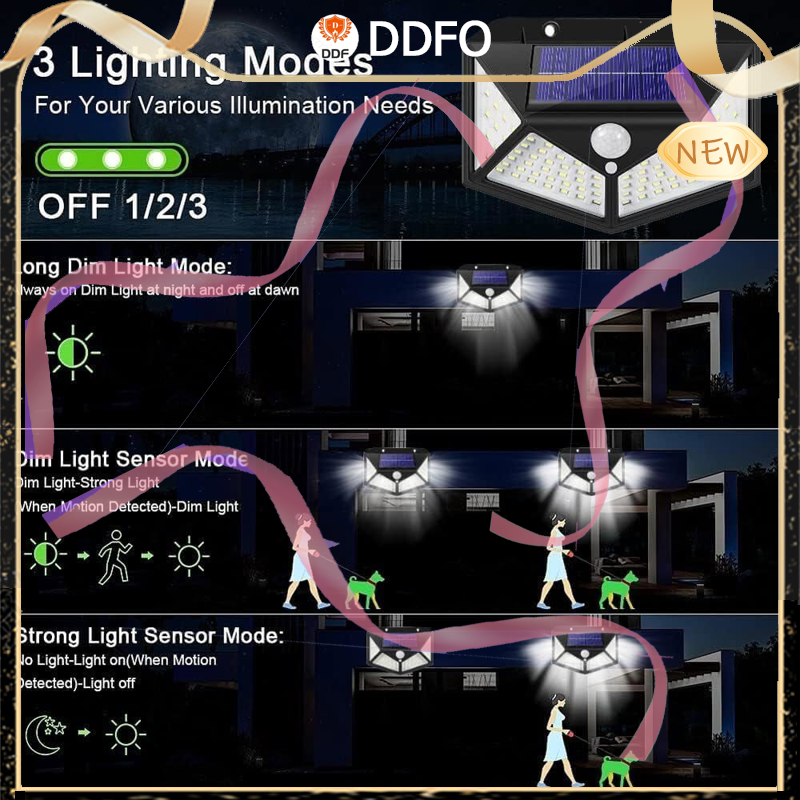 DDF
DDFO
3 Lighting Modes
For Your Various Illumination Needs
NEW
OFF 1/2/3
Long Dim Light Mode:
Always on Dim Light at night and off at dawn
Dim Light Sensor Mode
Dim Light-Strong Light
(When Motion Detected)-Dim Light
Strong Light Sensor Mode:
No Light-Light on(When Motion
Detected)-Light off